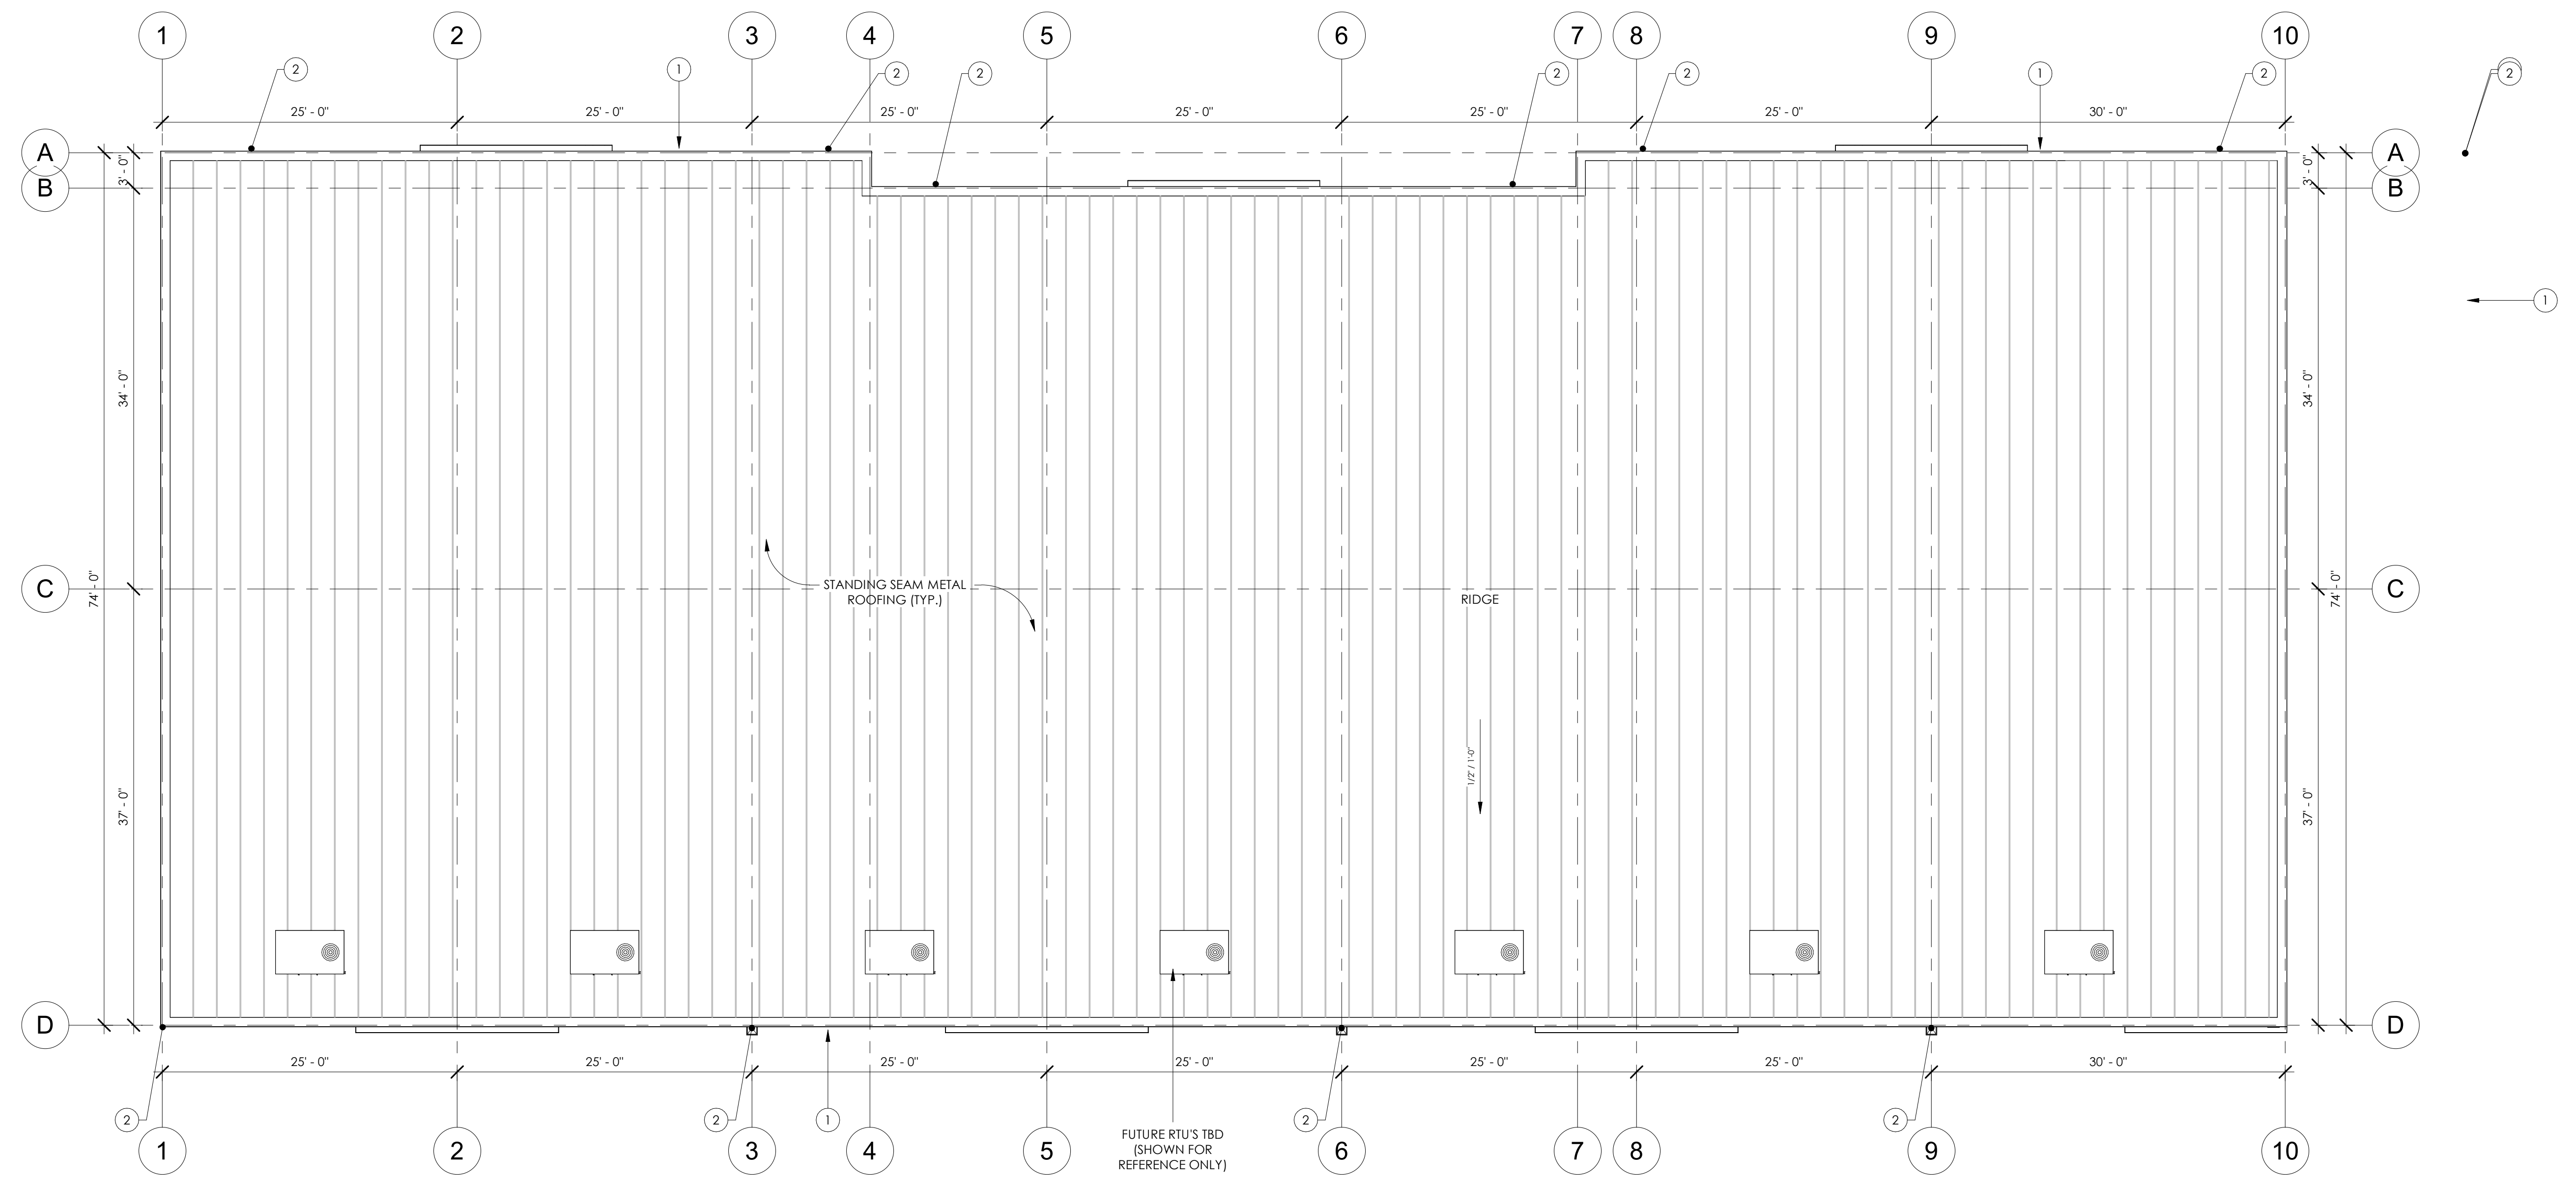 1 2 3 4 5 6 7 8 9 10
2 1 2 2 2 2 1 2 2
25' - 0" 25' - 0" 25' - 0" 25' - 0" 25' - 0" 25' - 0" 30' - 0"
A 3' - 0" 3' - 0" A
B B
1
34' - 0" 34' - 0"
C 74' - 0" 74' - 0" C
STANDING SEAM METAL
ROOFING (TYP.)
RIDGE
1/2" / 1'-0"
37' - 0" 37' - 0"
D D
25' - 0" 25' - 0" 25' - 0" 25' - 0" 25' - 0" 25' - 0" 30' - 0"
2 2 1 2 2
FUTURE RTU'S TBD
(SHOWN FOR
REFERENCE ONLY)
1 2 3 4 5 6 7 8 9 10